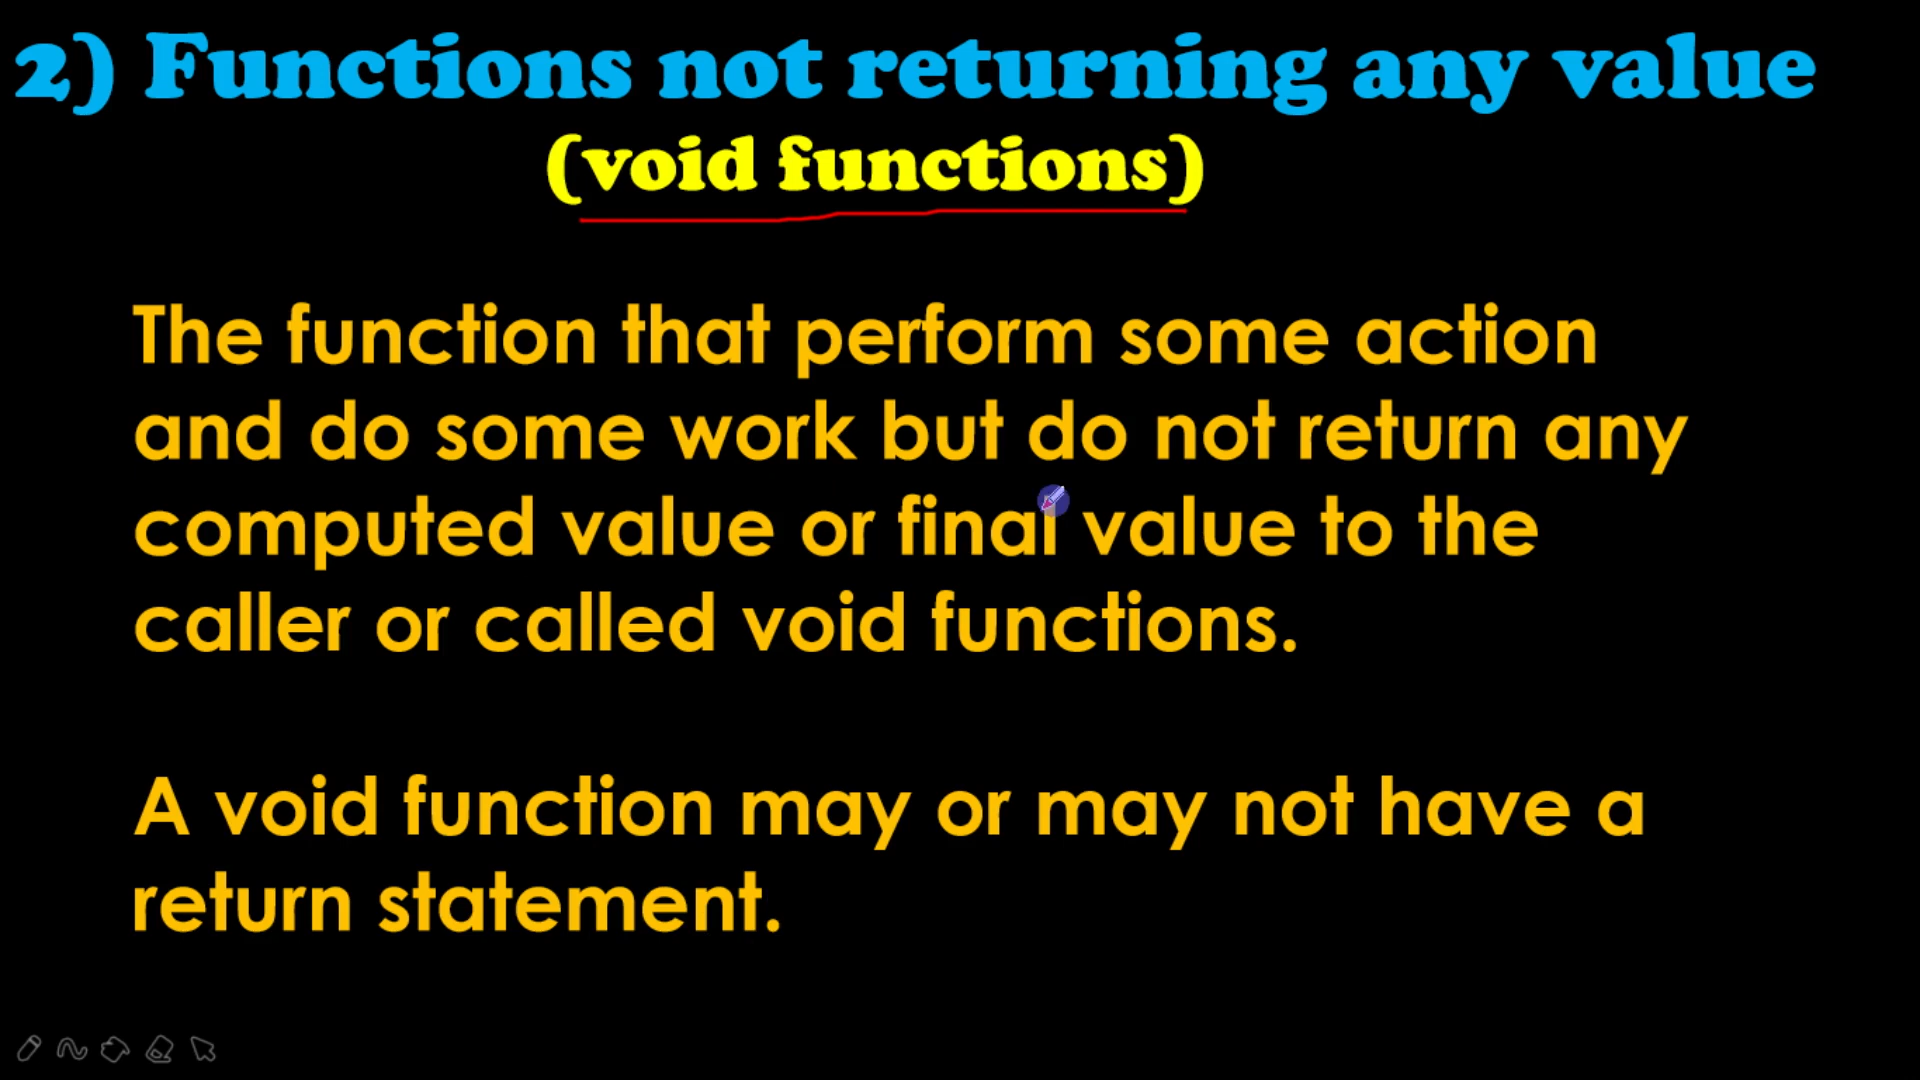 2) Functions not returning any value
(void functions)
The function that perform some action
and do some work but do not return any
computed value or final value to the
caller or called void functions.
A void function may or may not have a
return statement.